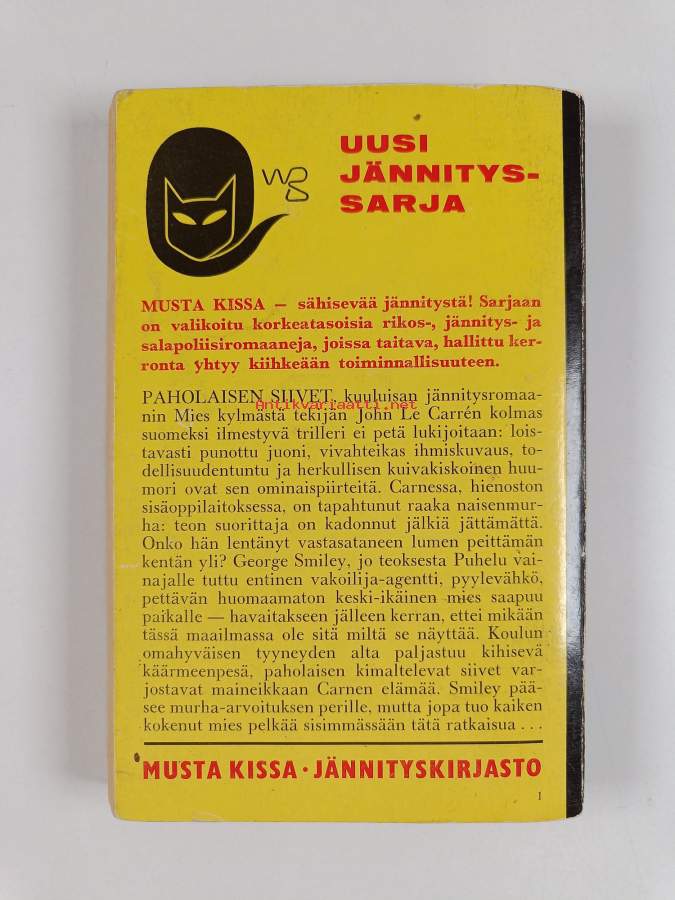 WS
UUSI
JÄNNITYS-
SARJA
MUSTA KISSA — sähisevää jännitystä! Sarjaan
on valikoitu korkeatasoisia rikos-, jännitys- ja
salapoliisiromaaneja, joissa taitava, hallittu ker-
ronta yhtyy kiihkeään toiminnallisuuteen.
PAHOLAISEN SIIVET, kuuluisan jännitysromaa-
Antikvariaatti.net
nin Mies kylmästä tekijän John Le Carrén kolmas
suomeksi ilmestyvä trilleri ei petä lukijoitaan: lois-
tavasti punottu juoni, vivahteikas ihmiskuvaus, to-
dellisuudentuntu ja herkullisen kuivakiskoinen huu-
mori ovat sen ominaispiirteitä. Carnessa, hienoston
sisäoppilaitoksessa, on tapahtunut raaka naisenmur-
ha: teon suorittaja on kadonnut jälkiä jättämättä.
Onko hän lentänyt vastasataneen lumen peittämän
kentän yli? George Smiley, jo teoksesta Puhelu vai-
najalle tuttu entinen vakoilija-agentti, pyylevähkö,
pettävän huomaamaton keski-ikäinen mies saapuu
paikalle — havaitakseen jälleen kerran, ettei mikään
tässä maailmassa ole sitä miltä se näyttää. Koulun
omahyväisen tyyneyden alta paljastuu kihisevä
käärmeenpesä, paholaisen kimaltelevat siivet var-
jostavat maineikkaan Carnen elämää. Smiley pää-
see murha-arvoituksen perille, mutta jopa tuo kaiken
kokenut mies pelkää sisimmässään tätä ratkaisua . . .
MUSTA KISSA · JÄNNITYSKIRJASTO
1